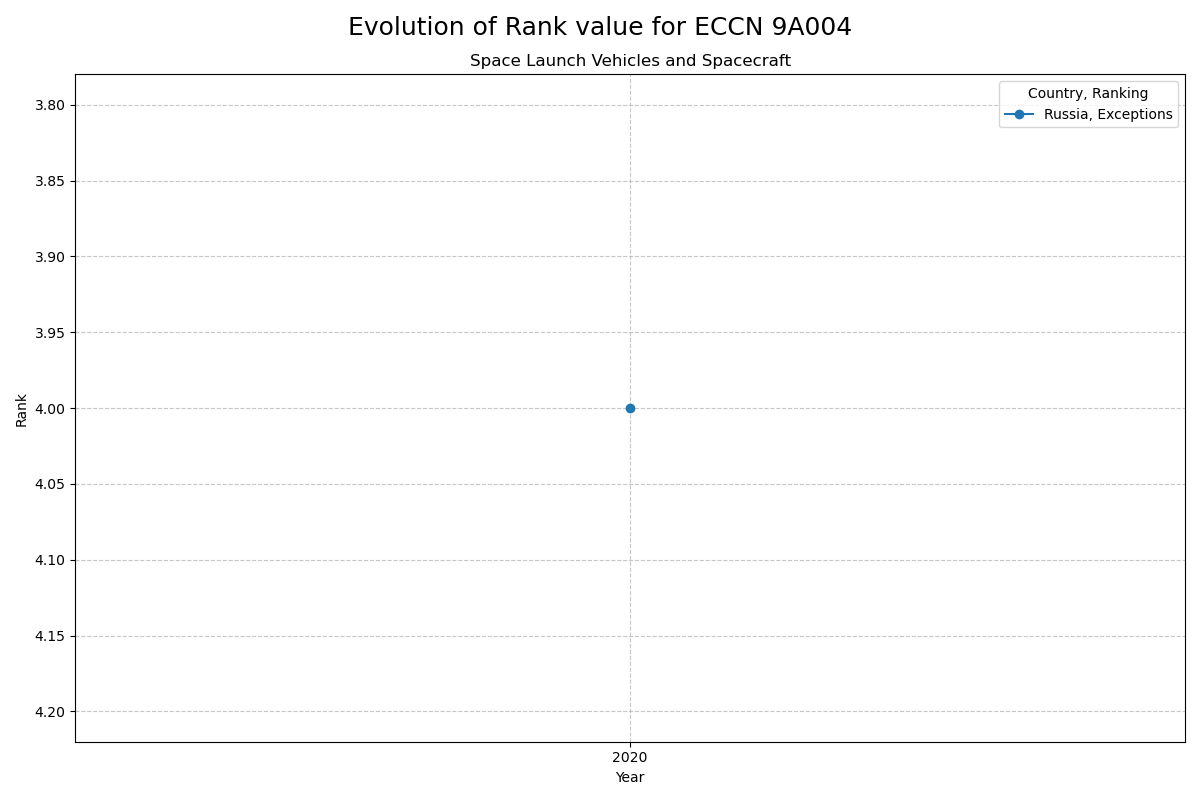 Evolution of Rank value for ECCN 9A004
Space Launch Vehicles and Spacecraft
Country, Ranking
Russia, Exceptions
3.80
3.85
3.90
3.95
4.00
4.05
4.10
4.15
4.20
Rank
2020
Year